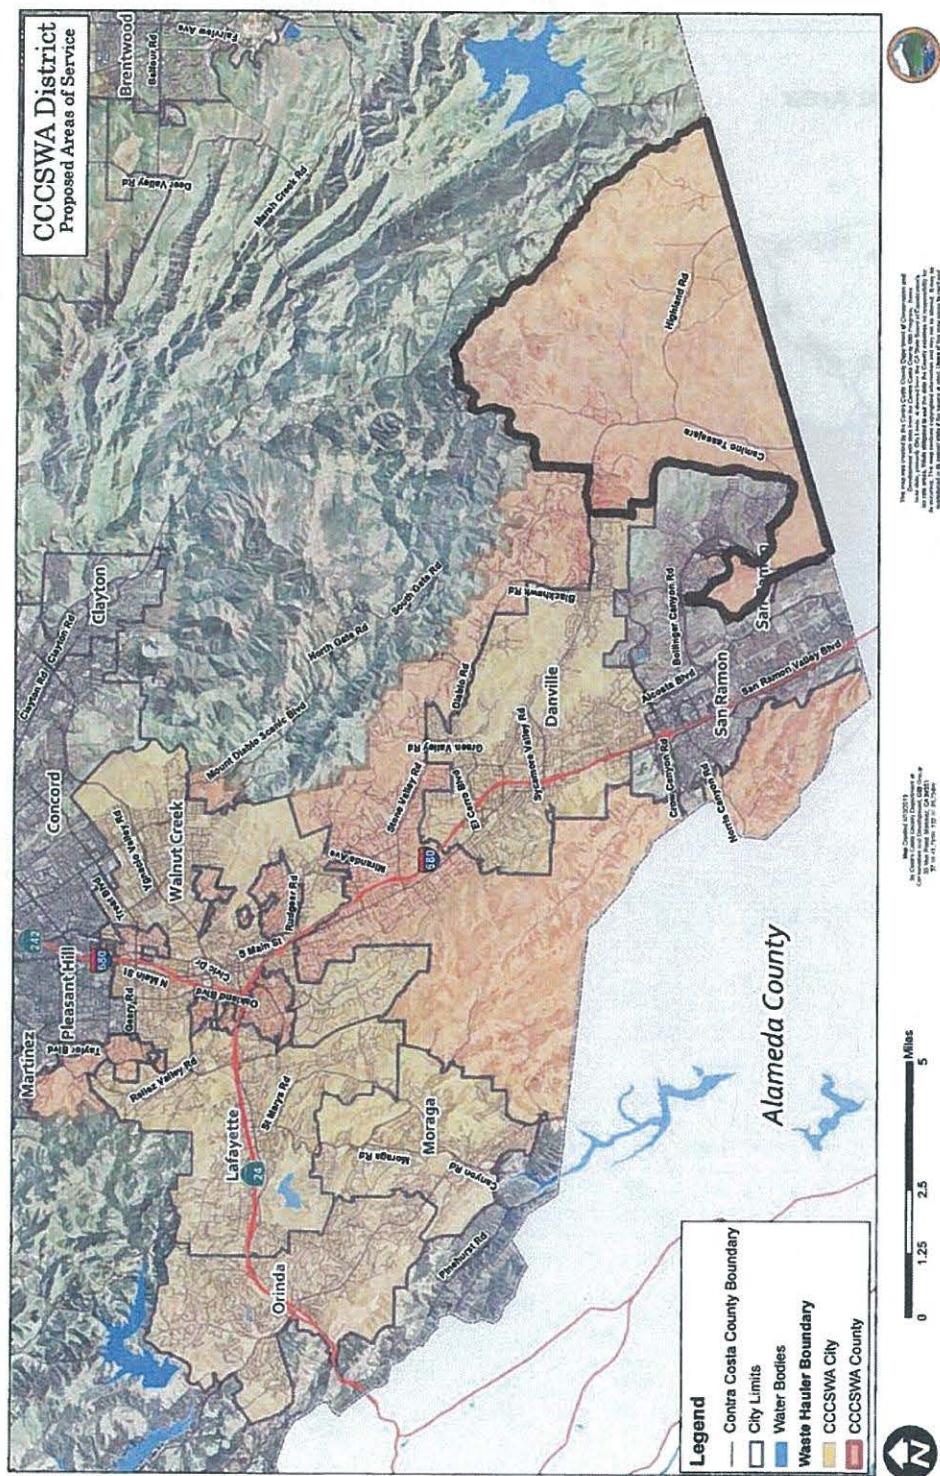 CCCSWA District
Proposed Areas of Service
Brentwood
Balfour Rd
Fairview Ave
Deer Valley Rd
Marsh Creek Rd
Clayton
Clayton Rd
Clayton Rd
Concord
Martinez
Pleasant Hill
Taylor Blvd
242
680
Treat Blvd
Ygnacio Valley Rd
Walnut Creek
Geary Rd
N Main St
Civic Dr
S Main St
Oakland Blvd
Rudgear Rd
Reliez Valley Rd
Mount Diablo Scenic Blvd
North Gate Rd
South Gate Rd
Lafayette
24
St Marys Rd
Miranda Ave
Stone Valley Rd
Green Valley Rd
Diablo Rd
Blackhawk Rd
El Cerro Blvd
680
Danville
Sycamore Valley Rd
Highland Rd
Camino Tassajara
Orinda
Moraga
Moraga Rd
Canyon Rd
Pinehurst Rd
Crow Canyon Rd
Norris Canyon Rd
Alcosta Blvd
Bollinger Canyon Rd
San Ramon
San Ramon Valley Blvd
Alameda County
Legend
Contra Costa County Boundary
City Limits
Water Bodies
Waste Hauler Boundary
CCCSWA City
CCCSWA County
N
0
1.25
2.5
5
Miles